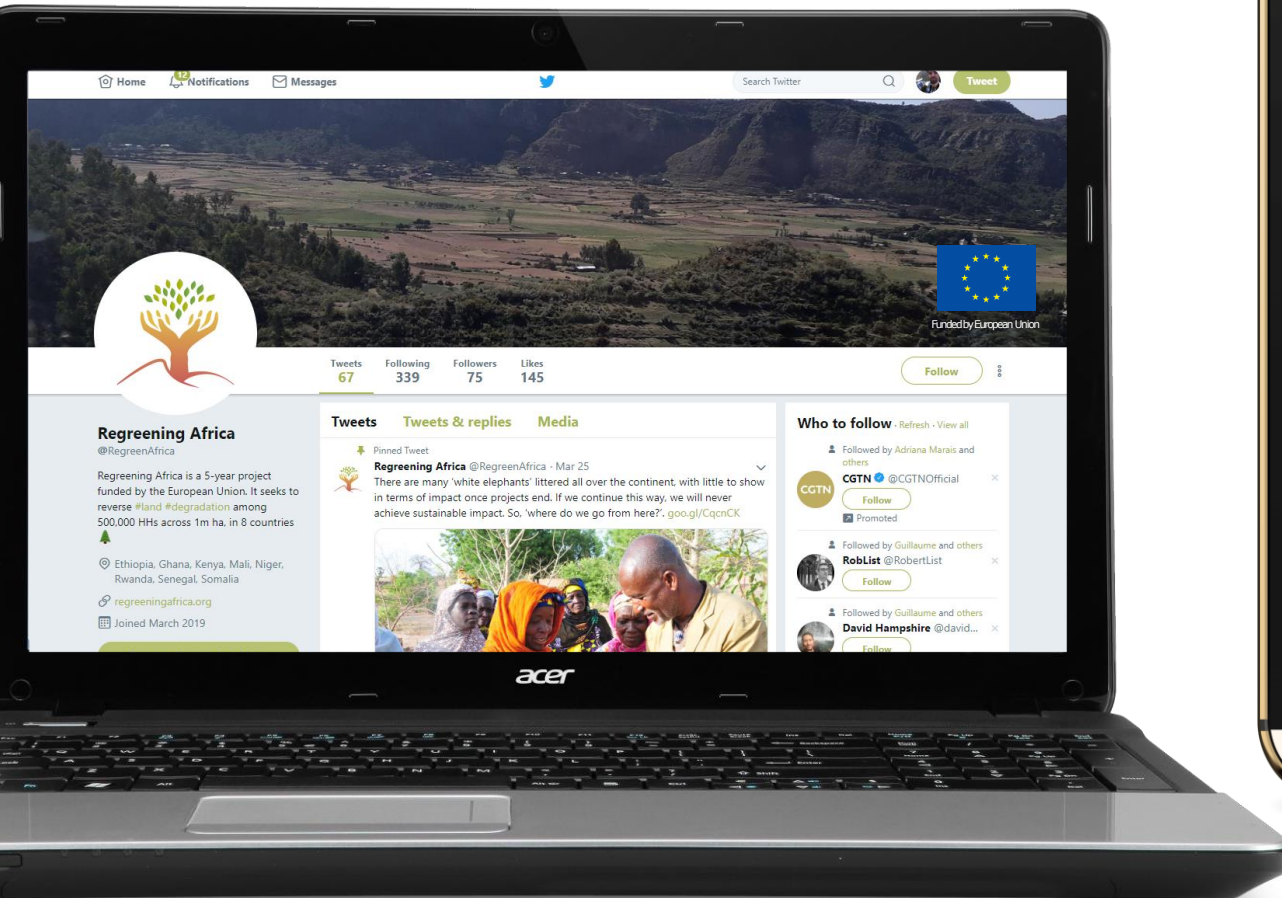 Home
12
Notifications
Messages
Search Twitter
Tweet
Funded by European Union
Tweets
67
Following
339
Followers
75
Likes
145
Follow
Regreening Africa
@RegreenAfrica
Regreening Africa is a 5-year project
funded by the European Union. It seeks to
reverse #land #degradation among
500,000 HHs across 1m ha, in 8 countries
Ethiopia, Ghana, Kenya, Mali, Niger,
Rwanda, Senegal, Somalia
regreeningafrica.org
Joined March 2019
Tweets Tweets & replies Media
Pinned Tweet
Regreening Africa @RegreenAfrica · Mar 25
There are many 'white elephants' littered all over the continent, with little to show
in terms of impact once projects end. If we continue this way, we will never
achieve sustainable impact. So, 'where do we go from here?'. goo.gl/CqcnCK
Who to follow · Refresh · View all
Followed by Adriana Marais and
others
CGTN
CGTN @CGTNOfficial
Follow
Promoted
Followed by Guillaume and others
RobList @RobertList
Follow
Followed by Guillaume and others
David Hampshire @david...
Follow
acer